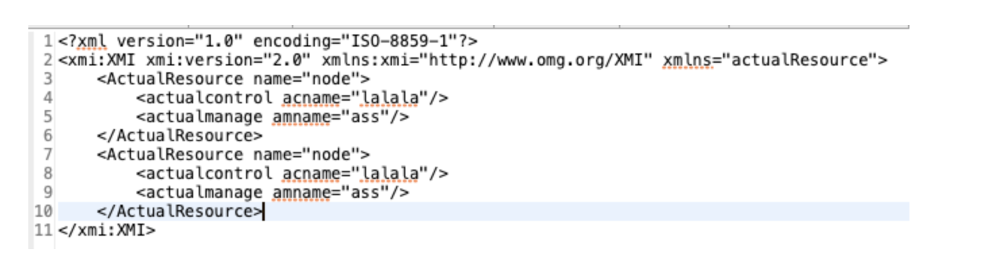 1 <?xml version="1.0" encoding="ISO-8859-1"?>
2 <xmi:XMI xmi:version="2.0" xmlns:xmi="http://www.omg.org/XMI" xmlns="actualResource">
3     <ActualResource name="node">
4         <actualcontrol acname="lalala"/>
5         <actualmanage amname="ass"/>
6     </ActualResource>
7     <ActualResource name="node">
8         <actualcontrol acname="lalala"/>
9         <actualmanage amname="ass"/>
10     </ActualResource>
11 </xmi:XMI>